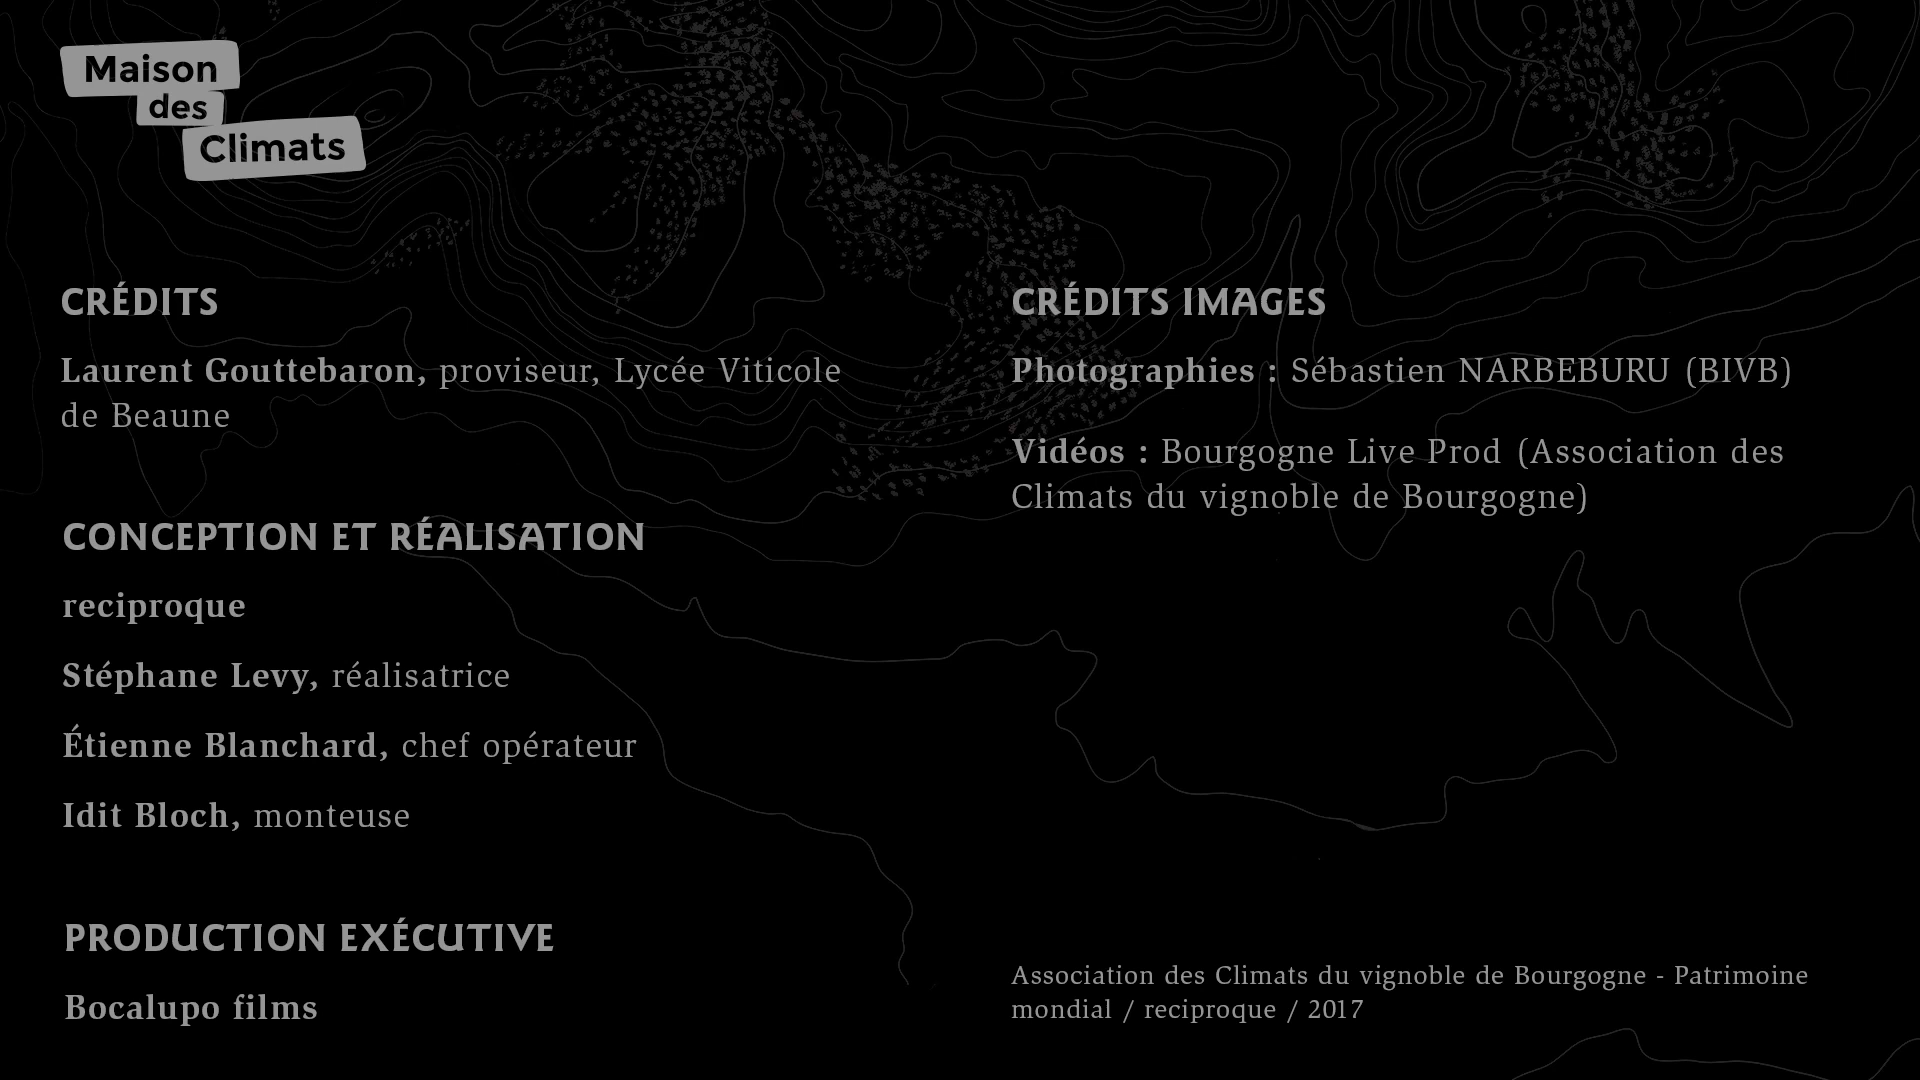 Maison
des
Climats
CRÉDITS
Laurent Gouttebaron, proviseur, Lycée Viticole
de Beaune
CONCEPTION ET RÉALISATION
reciproque
Stéphane Levy, réalisatrice
Étienne Blanchard, chef opérateur
Idit Bloch, monteuse
PRODUCTION EXÉCUTIVE
Bocalupo films
CRÉDITS IMAGES
Photographies : Sébastien NARBEBURU (BIVB)
Vidéos : Bourgogne Live Prod (Association des
Climats du vignoble de Bourgogne)
Association des Climats du vignoble de Bourgogne - Patrimoine
mondial / reciproque / 2017